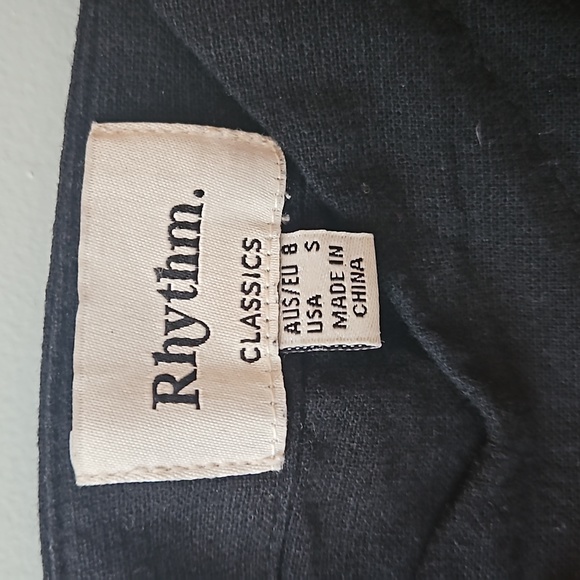 Rhythm.
CLASSICS
AUS/EU 8
USA S
MADE IN
CHINA